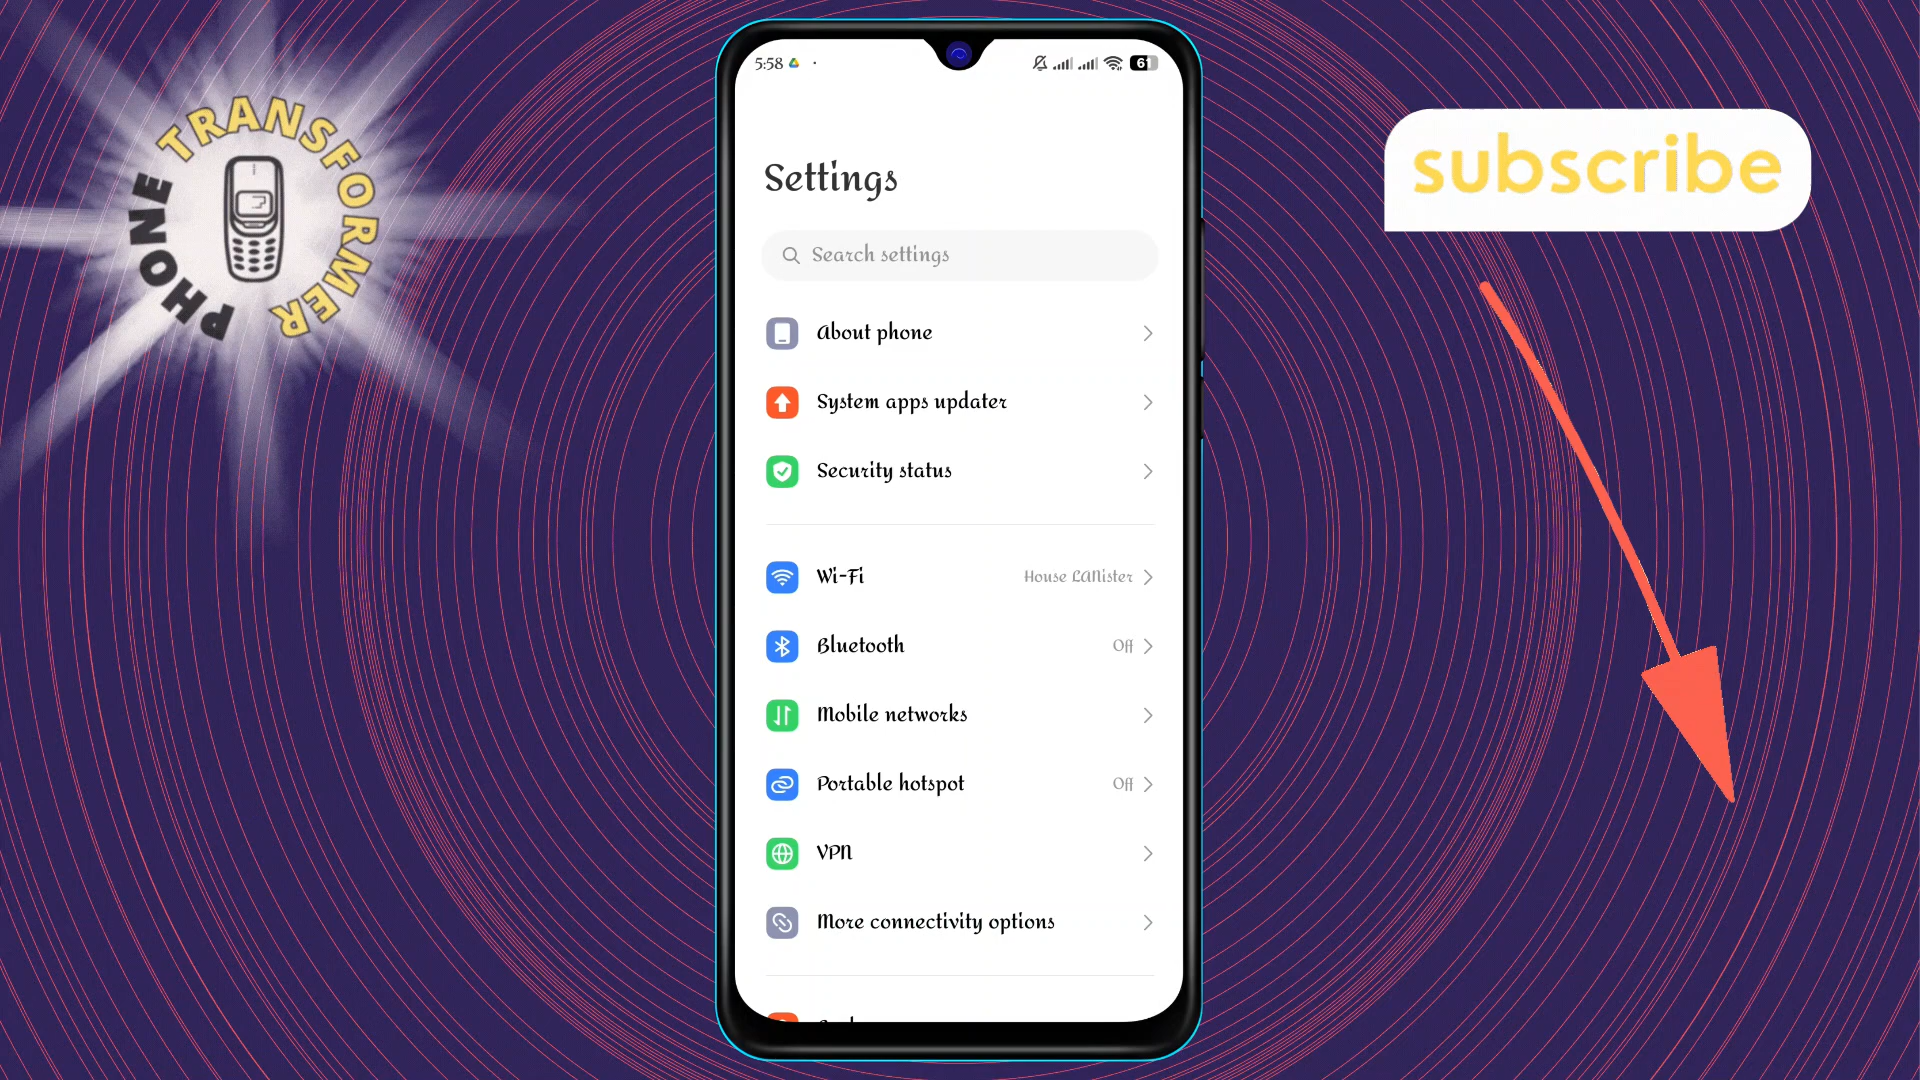 PHONE TRANSFORMER
subscribe
5:58
61
Settings
Search settings
About phone
System apps updater
Security status
Wi-Fi House LANister
Bluetooth Off
Mobile networks
Portable hotspot Off
VPN
More connectivity options